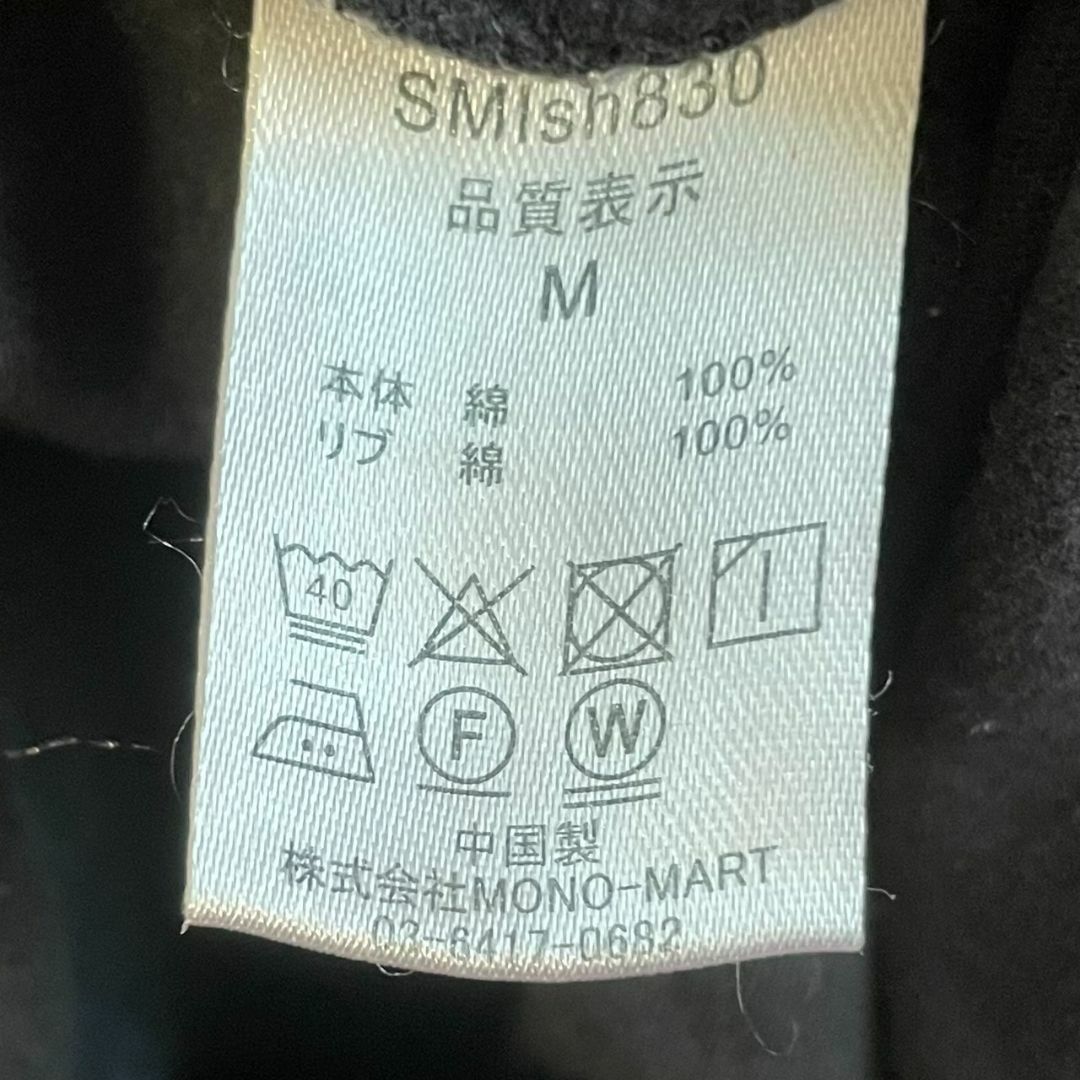 SMlsh830
品質表示
M
本体 綿 100%
リブ 綿 100%
40
F W
中国製
株式会社MONO-MART
03-6417-0682